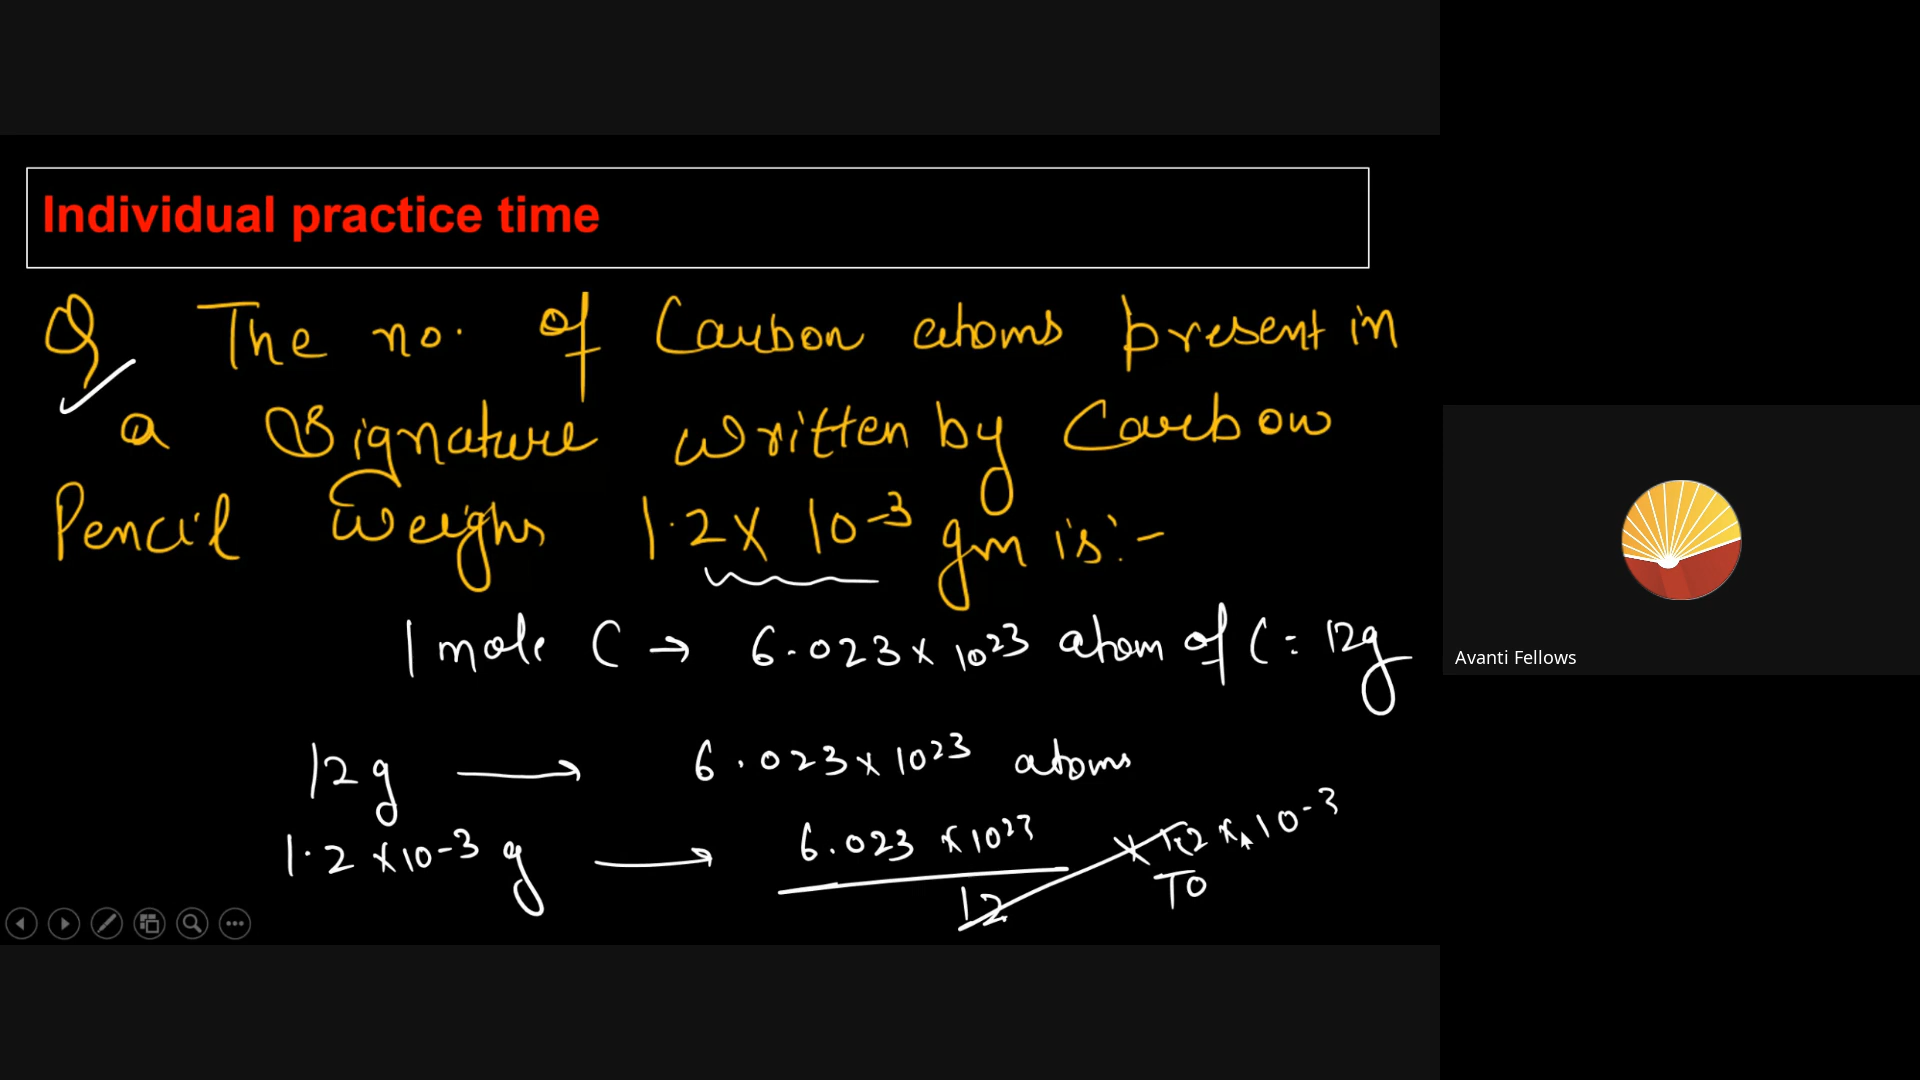 Individual practice time
Q The no. of Carbon atoms present in
a Signature written by Carbon
Pencil Weighs 1.2 X 10-3 gm is:-
1 mole C → 6.023 x 1023 atom of C = 12g
12 g → 6.023 x 1023 atoms
1.2 x 10-3 g → 6.023 x 1023 x 12 x 10-3
12 10
Avanti Fellows